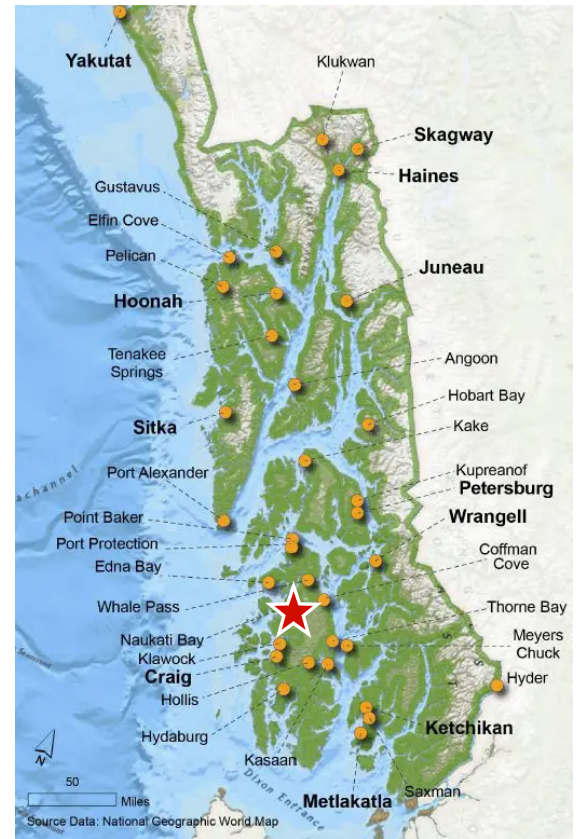 Yakutat
Klukwan
Skagway
Haines
Gustavus
Elfin Cove
Pelican
Juneau
Hoonah
Tenakee
Springs
Angoon
Hobart Bay
Sitka
Kake
Port Alexander
Kupreanof
Petersburg
Point Baker
Wrangell
Port Protection
Coffman
Cove
Edna Bay
Whale Pass
Thorne Bay
Naukati Bay
Meyers
Chuck
Klawock
Craig
Hyder
Hollis
Hydaburg
Ketchikan
Kasaan
Saxman
Metlakatla
Dixon Entrance
Seamount
N
50
Miles
Source Data: National Geographic World Map